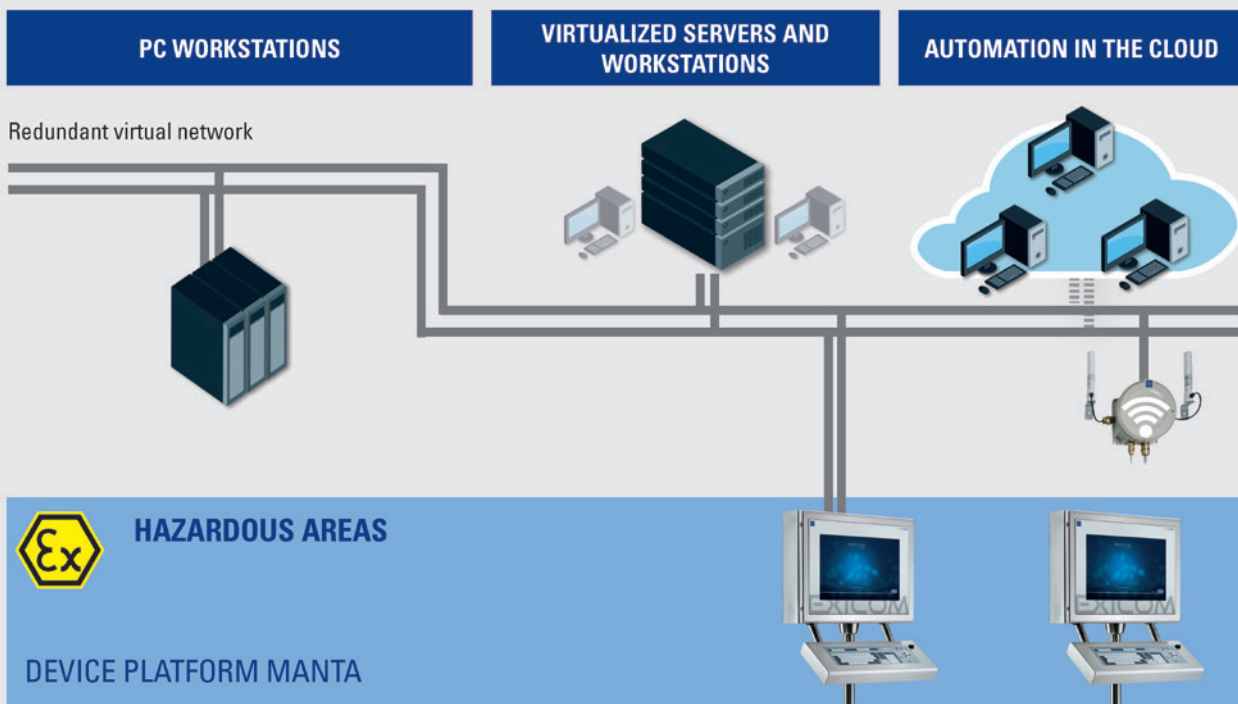 PC WORKSTATIONS
VIRTUALIZED SERVERS AND
WORKSTATIONS
AUTOMATION IN THE CLOUD
Redundant virtual network
Ex
HAZARDOUS AREAS
EXICOM
EXICOM
DEVICE PLATFORM MANTA